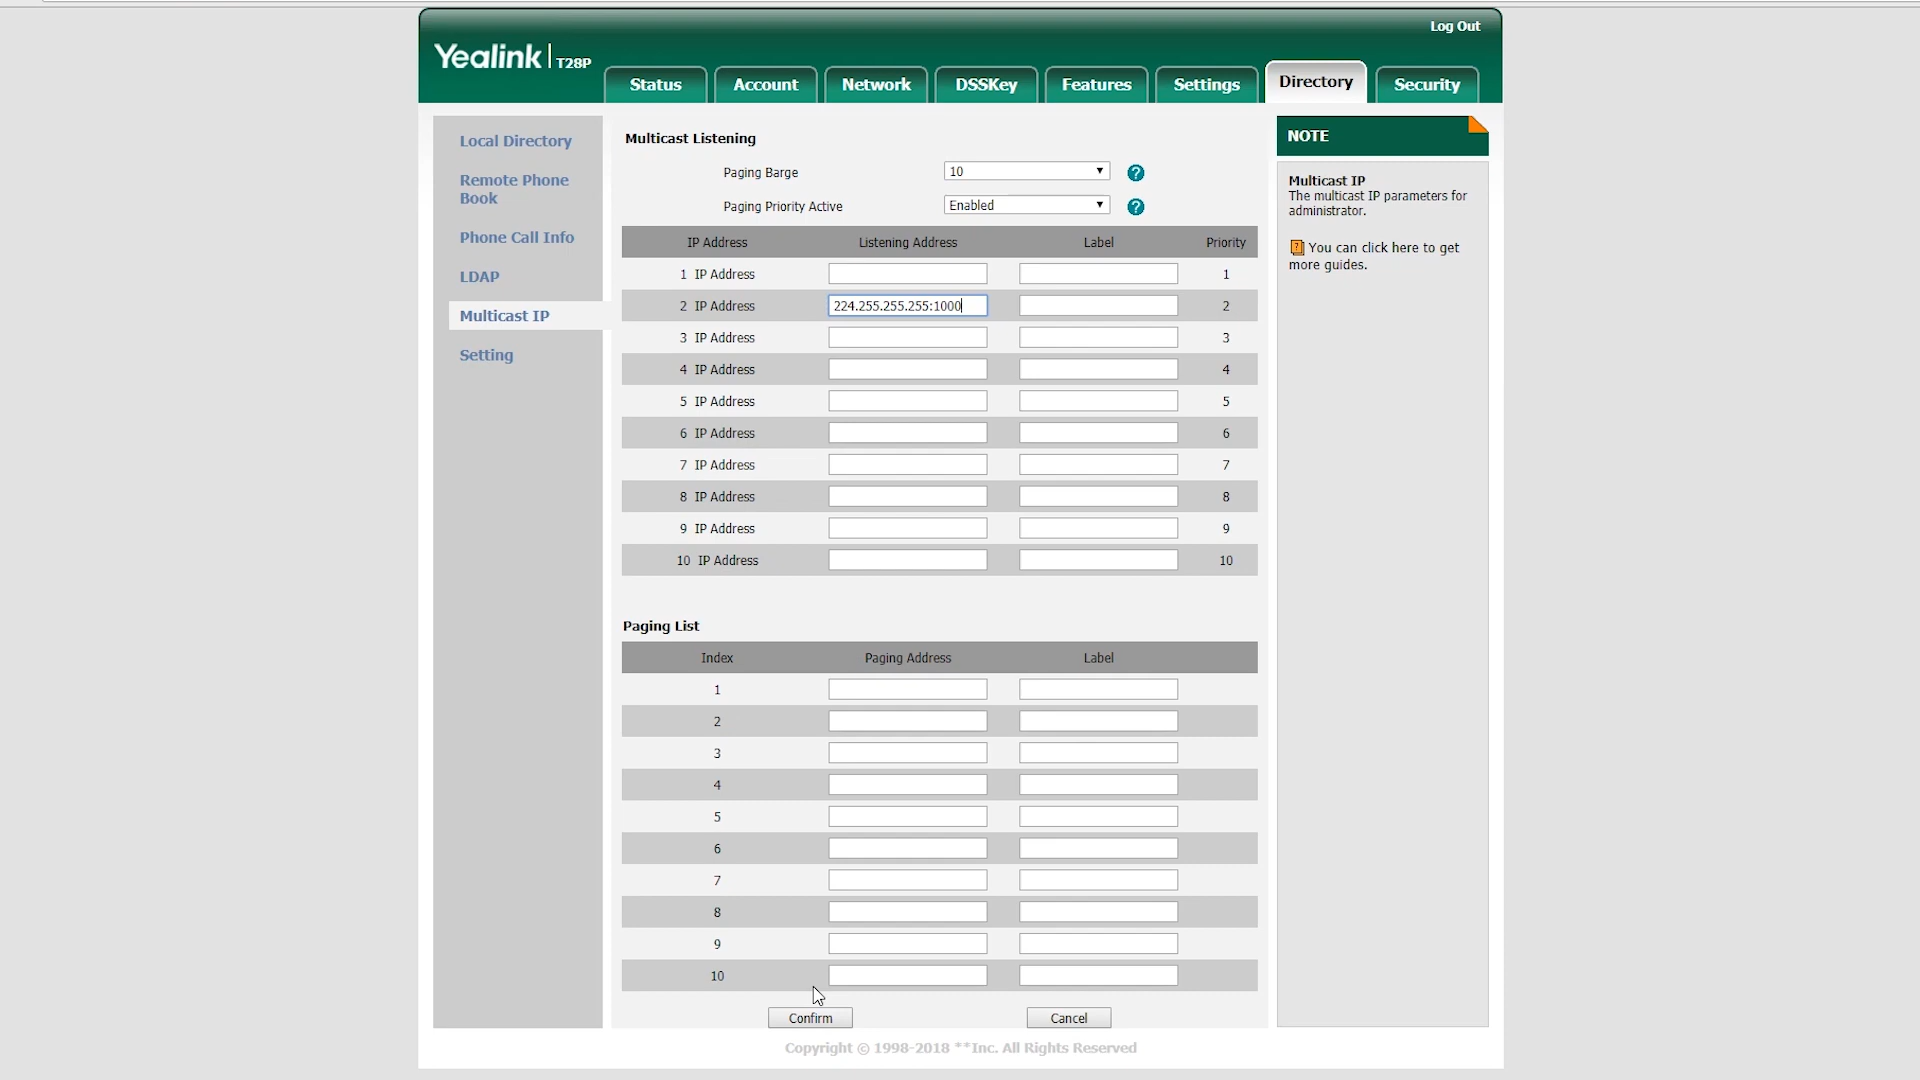 Log Out
Yealink | T28P
Status Account Network DSSKey Features Settings Directory Security
Local Directory
Remote Phone
Book
Phone Call Info
LDAP
Multicast IP
Setting
Multicast Listening
Paging Barge 10 ?
Paging Priority Active Enabled ?
IP Address Listening Address Label Priority
1 IP Address 1
2 IP Address 224.255.255.255:1000 2
3 IP Address 3
4 IP Address 4
5 IP Address 5
6 IP Address 6
7 IP Address 7
8 IP Address 8
9 IP Address 9
10 IP Address 10
Paging List
Index Paging Address Label
1
2
3
4
5
6
7
8
9
10
Confirm Cancel
NOTE
Multicast IP
The multicast IP parameters for
administrator.
? You can click here to get
more guides.
Copyright © 1998-2018 **Inc. All Rights Reserved